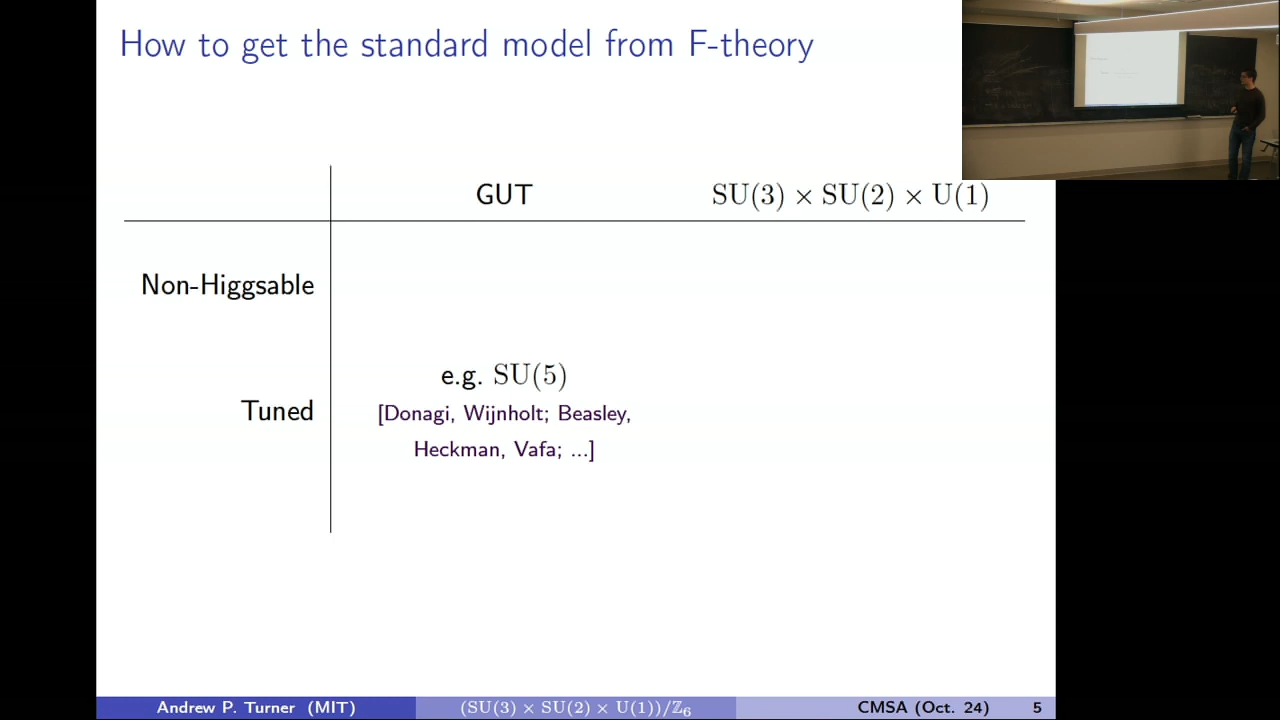 How to get the standard model from F-theory
GUT
SU(3) × SU(2) × U(1)
Non-Higgsable
e.g. SU(5)
Tuned
[Donagi, Wijnholt; Beasley,
Heckman, Vafa; ...]
Andrew P. Turner (MIT)
(SU(3) × SU(2) × U(1))/ℤ₆
CMSA (Oct. 24)
5